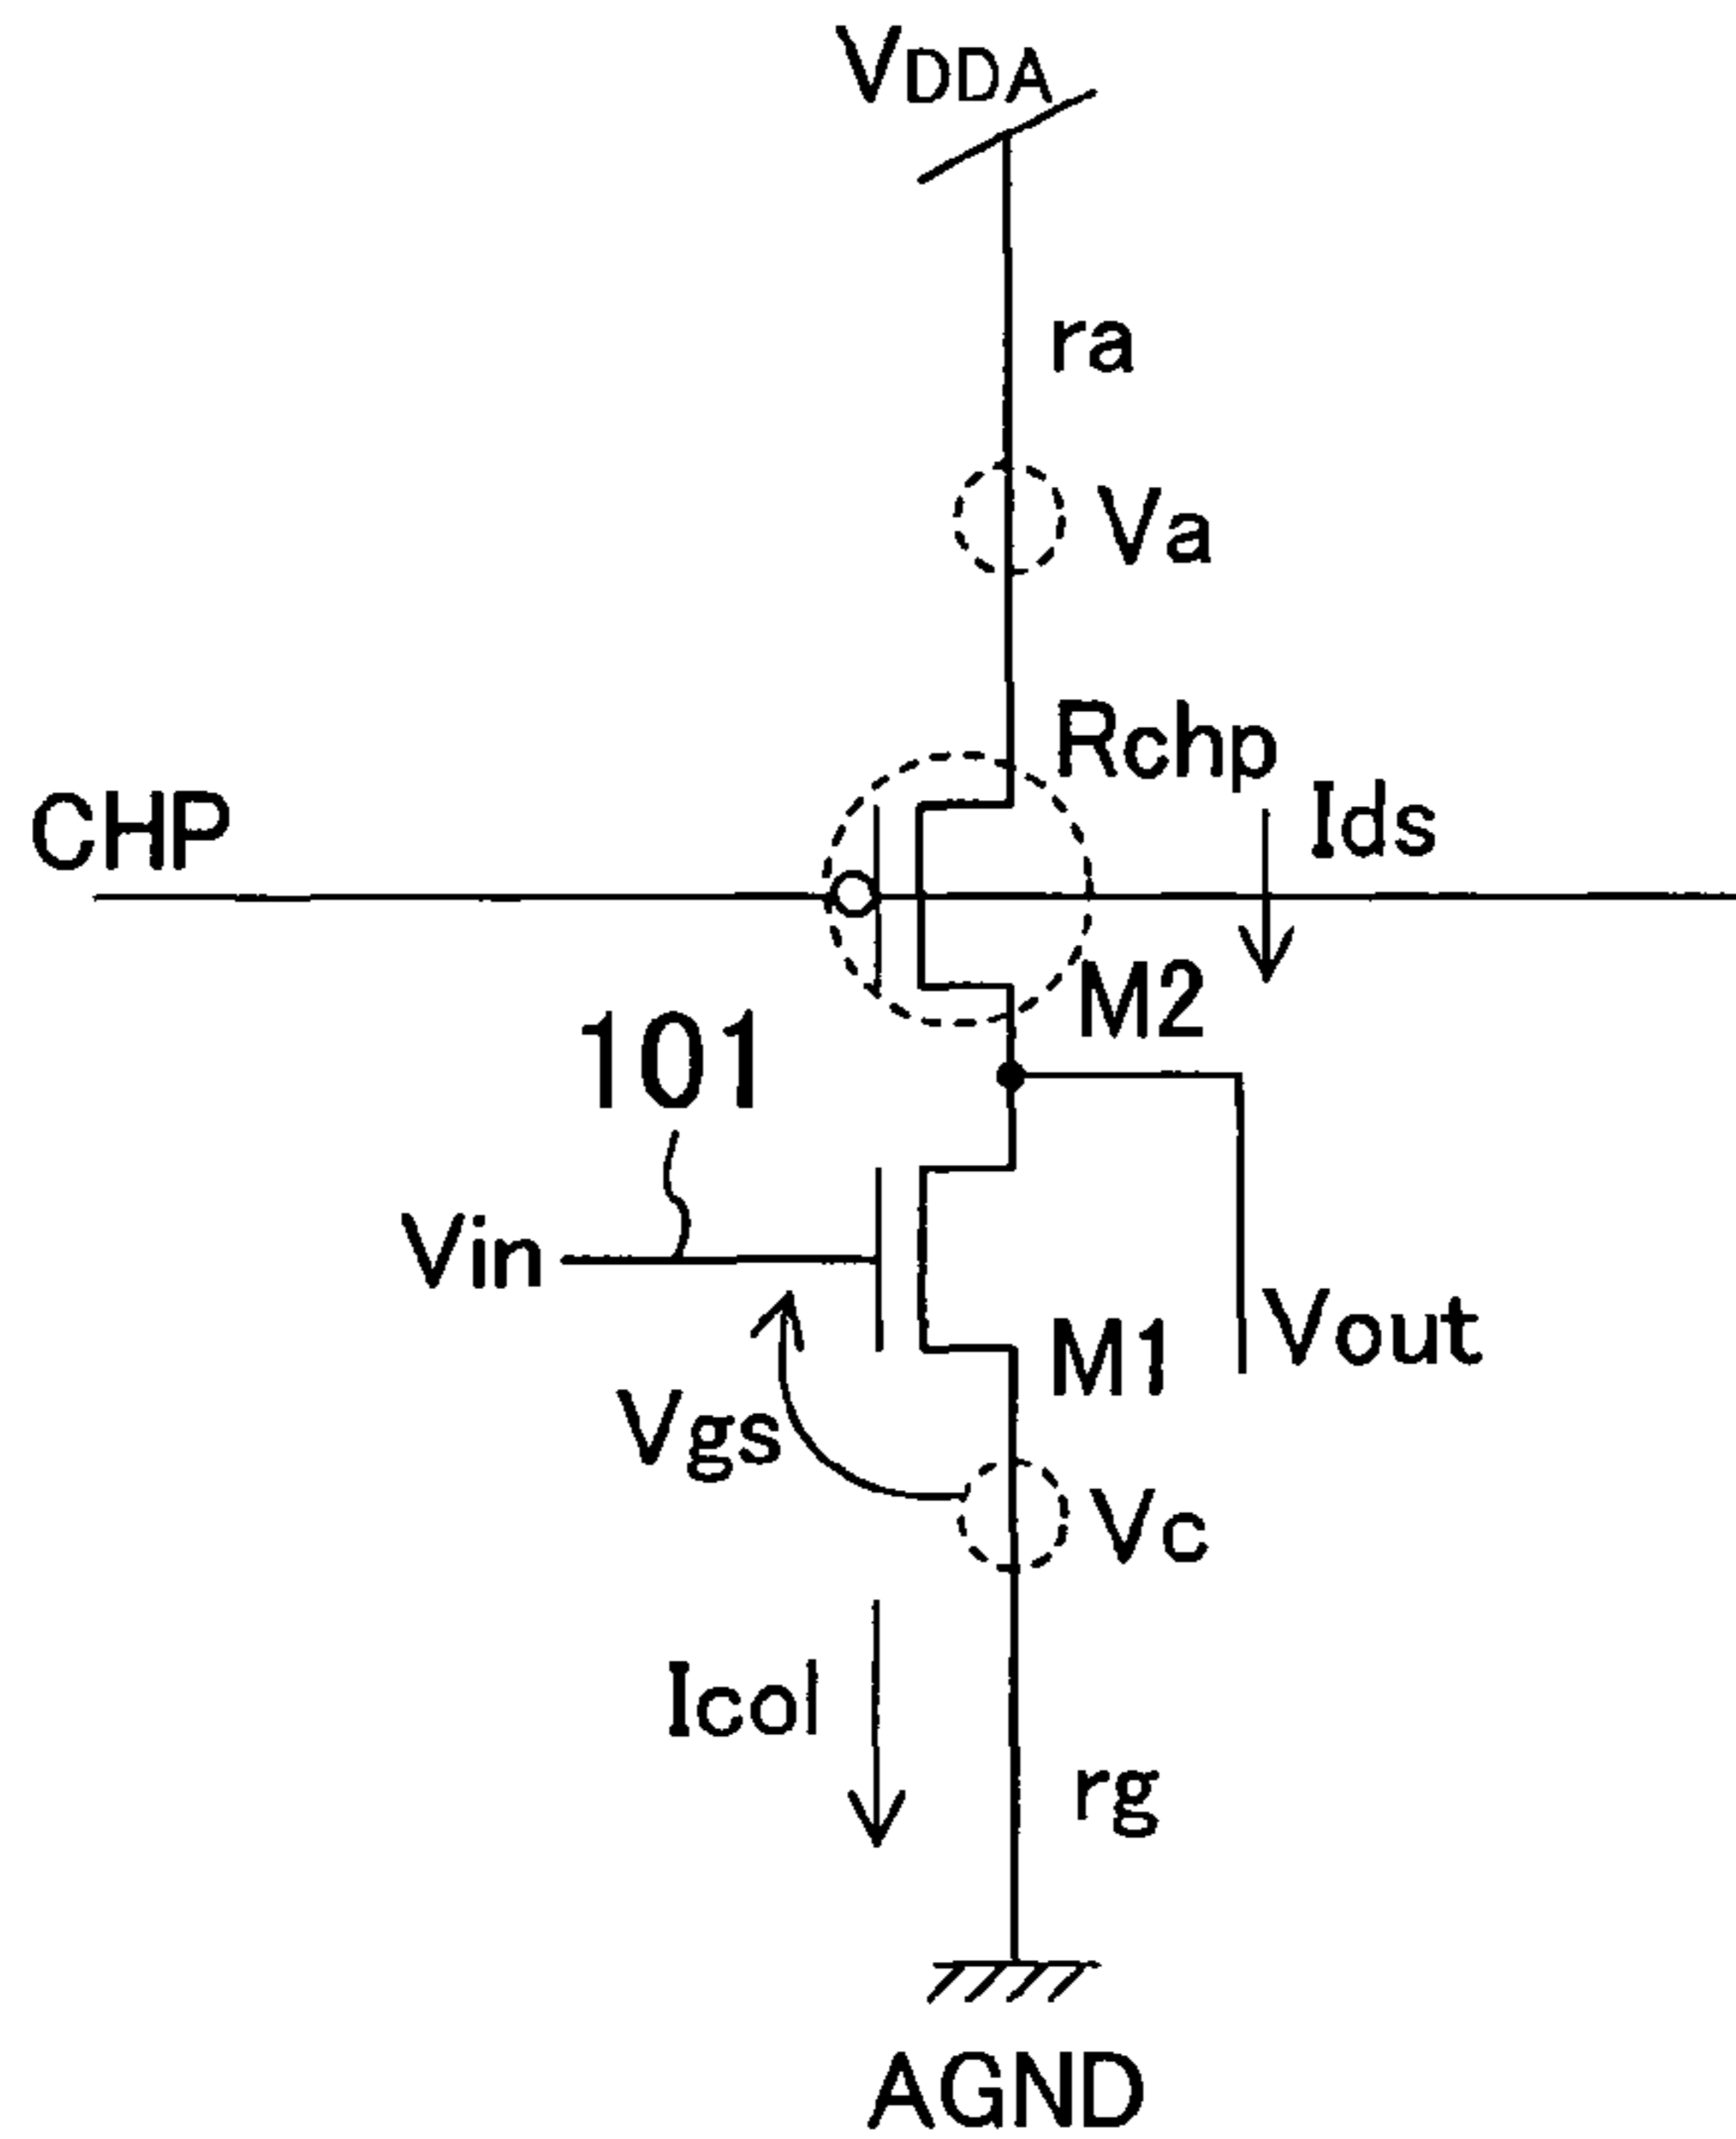 VDDA
ra
Va
Rchp
Ids
CHP
M2
101
Vin
Vout
M1
Vgs
Vc
Icol
rg
AGND